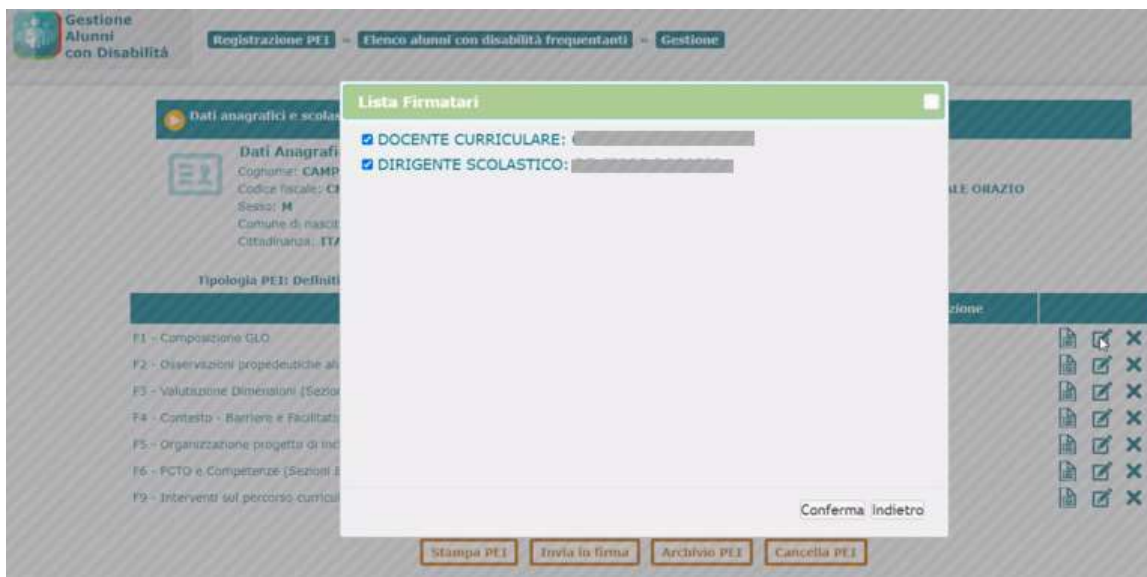 Gestione
Alunni
con Disabilità
Registrazione PEI » Elenco alunni con disabilità frequentanti » Gestione
Lista Firmatari
Dati anagrafici e scolas
DOCENTE CURRICULARE:
DIRIGENTE SCOLASTICO:
Dati Anagrafi
Cognome: CAMP
Codice fiscale:
ALE ORAZIO
Sesso: M
Comune di nascit
Cittadinanza: ITA
Tipologia PEI: Definiti
zione
F1 - Composizione GLO
F2 - Osservazioni propedeutiche
F3 - Valutazione Dimensioni (Sezion
F4 - Contesto - Barriere e Facilitato
F5 - Organizzazione progetto di inc
F6 - PCTO e Competenze (Sezioni
F9 - Interventi sul percorso curricul
Conferma Indietro
Stampa PEI Invia in firma Archivio PEI Cancella PEI